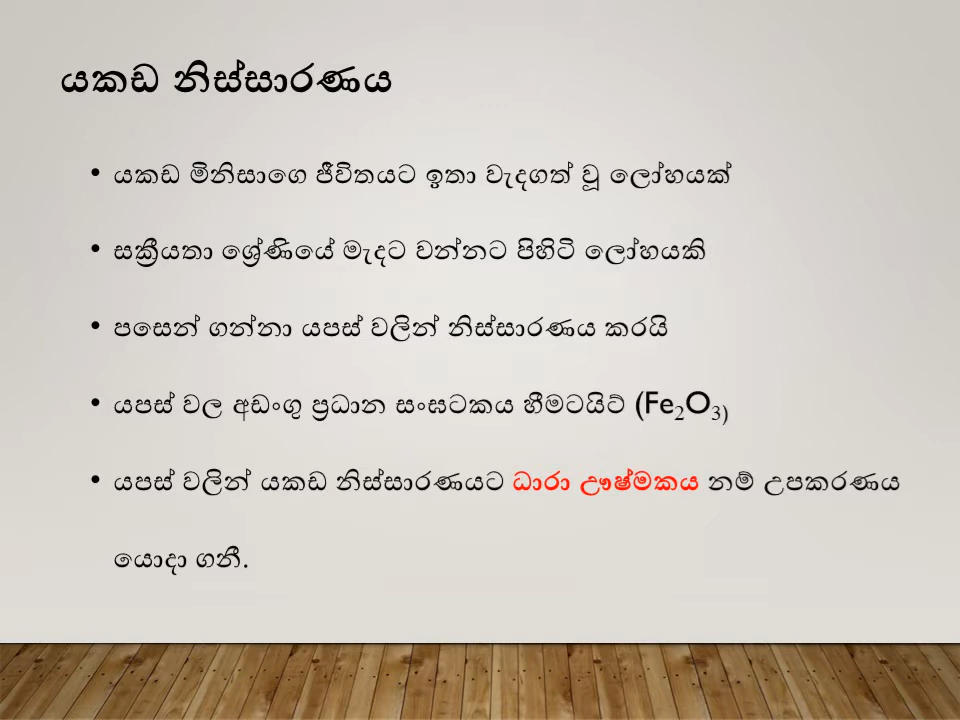 යකඩ නිස්සාරණය
• යකඩ මිනිසාගෙ ජීවිතයට ඉතා වැදගත් වූ ලෝහයක්
• සක්‍රීයතා ශ්‍රේණියේ මැදට වන්නට පිහිටි ලෝහයකි
• පසෙන් ගන්නා යපස් වලින් නිස්සාරණය කරයි
• යපස් වල අඩංගු ප්‍රධාන සංඝටකය හීමටයිට් (Fe₂O₃)
• යපස් වලින් යකඩ නිස්සාරණයට ධාරා ඌෂ්මකය නම් උපකරණය
යොදා ගනී.